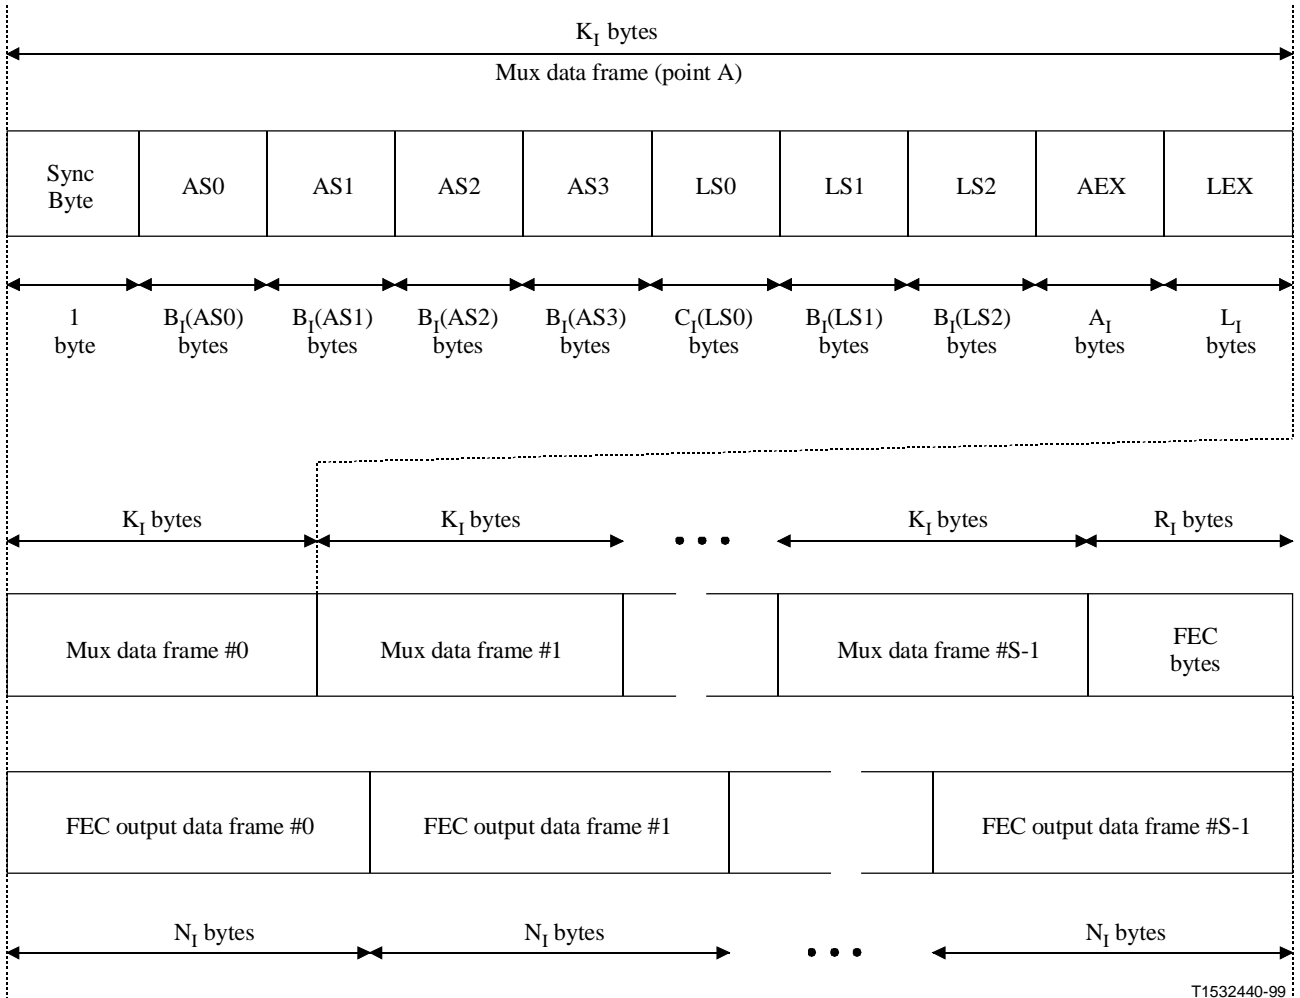 K_I bytes
Mux data frame (point A)
Sync
Byte
AS0
AS1
AS2
AS3
LS0
LS1
LS2
AEX
LEX
1
byte
B_I(AS0)
bytes
B_I(AS1)
bytes
B_I(AS2)
bytes
B_I(AS3)
bytes
C_I(LS0)
bytes
B_I(LS1)
bytes
B_I(LS2)
bytes
A_I
bytes
L_I
bytes
K_I bytes
K_I bytes
K_I bytes
R_I bytes
Mux data frame #0
Mux data frame #1
Mux data frame #S-1
FEC
bytes
FEC output data frame #0
FEC output data frame #1
FEC output data frame #S-1
N_I bytes
N_I bytes
N_I bytes
T1532440-99